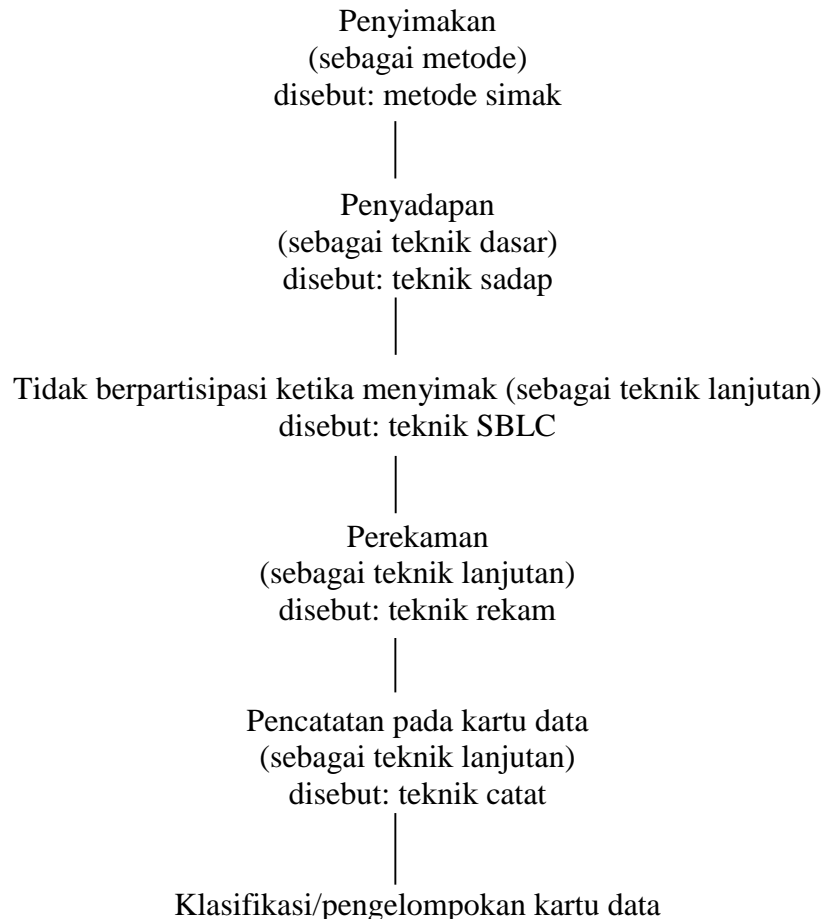 Penyimakan
(sebagai metode)
disebut: metode simak
Penyadapan
(sebagai teknik dasar)
disebut: teknik sadap
Tidak berpartisipasi ketika menyimak (sebagai teknik lanjutan)
disebut: teknik SBLC
Perekaman
(sebagai teknik lanjutan)
disebut: teknik rekam
Pencatatan pada kartu data
(sebagai teknik lanjutan)
disebut: teknik catat
Klasifikasi/pengelompokan kartu data